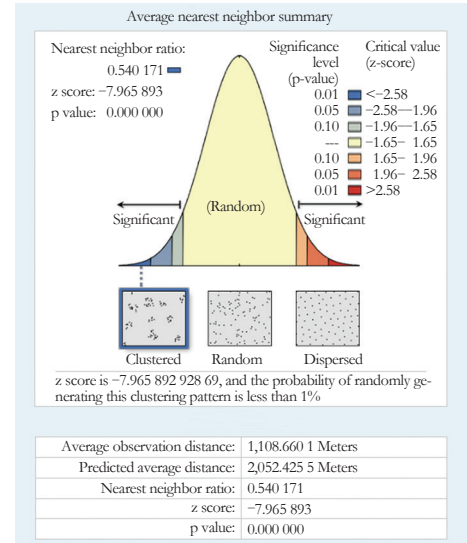 Average nearest neighbor summary
Nearest neighbor ratio:
0.540 171
z score: −7.965 893
p value: 0.000 000
Significance
level
(p-value)
Critical value
(z-score)
0.01 <−2.58
0.05 −2.58—1.96
0.10 −1.96—1.65
--- −1.65- 1.65
0.10 1.65- 1.96
0.05 1.96- 2.58
0.01 >2.58
(Random)
Significant
Significant
Clustered Random Dispersed
z score is −7.965 892 928 69, and the probability of randomly ge-
nerating this clustering pattern is less than 1%
Average observation distance: 1,108.660 1 Meters
Predicted average distance: 2,052.425 5 Meters
Nearest neighbor ratio: 0.540 171
z score: −7.965 893
p value: 0.000 000